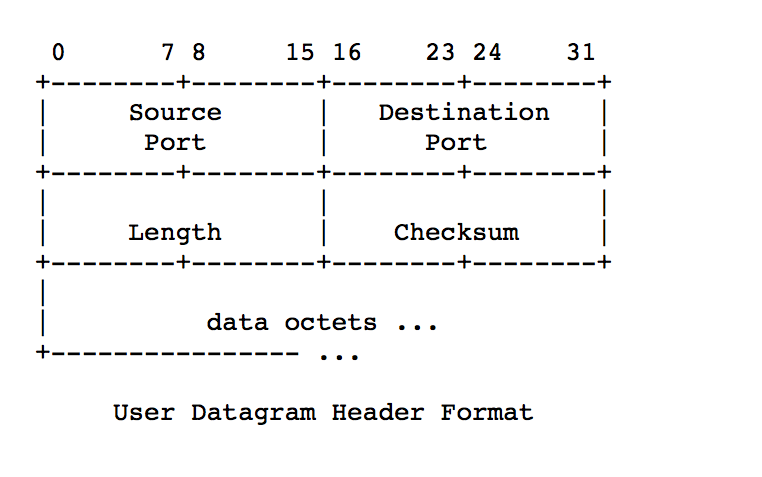 0 7 8 15 16 23 24 31
+--------+--------+--------+--------+
| Source | Destination |
| Port | Port |
+--------+--------+--------+--------+
| | |
| Length | Checksum |
+--------+--------+--------+--------+
|
| data octets ...
+---------------- ...
User Datagram Header Format